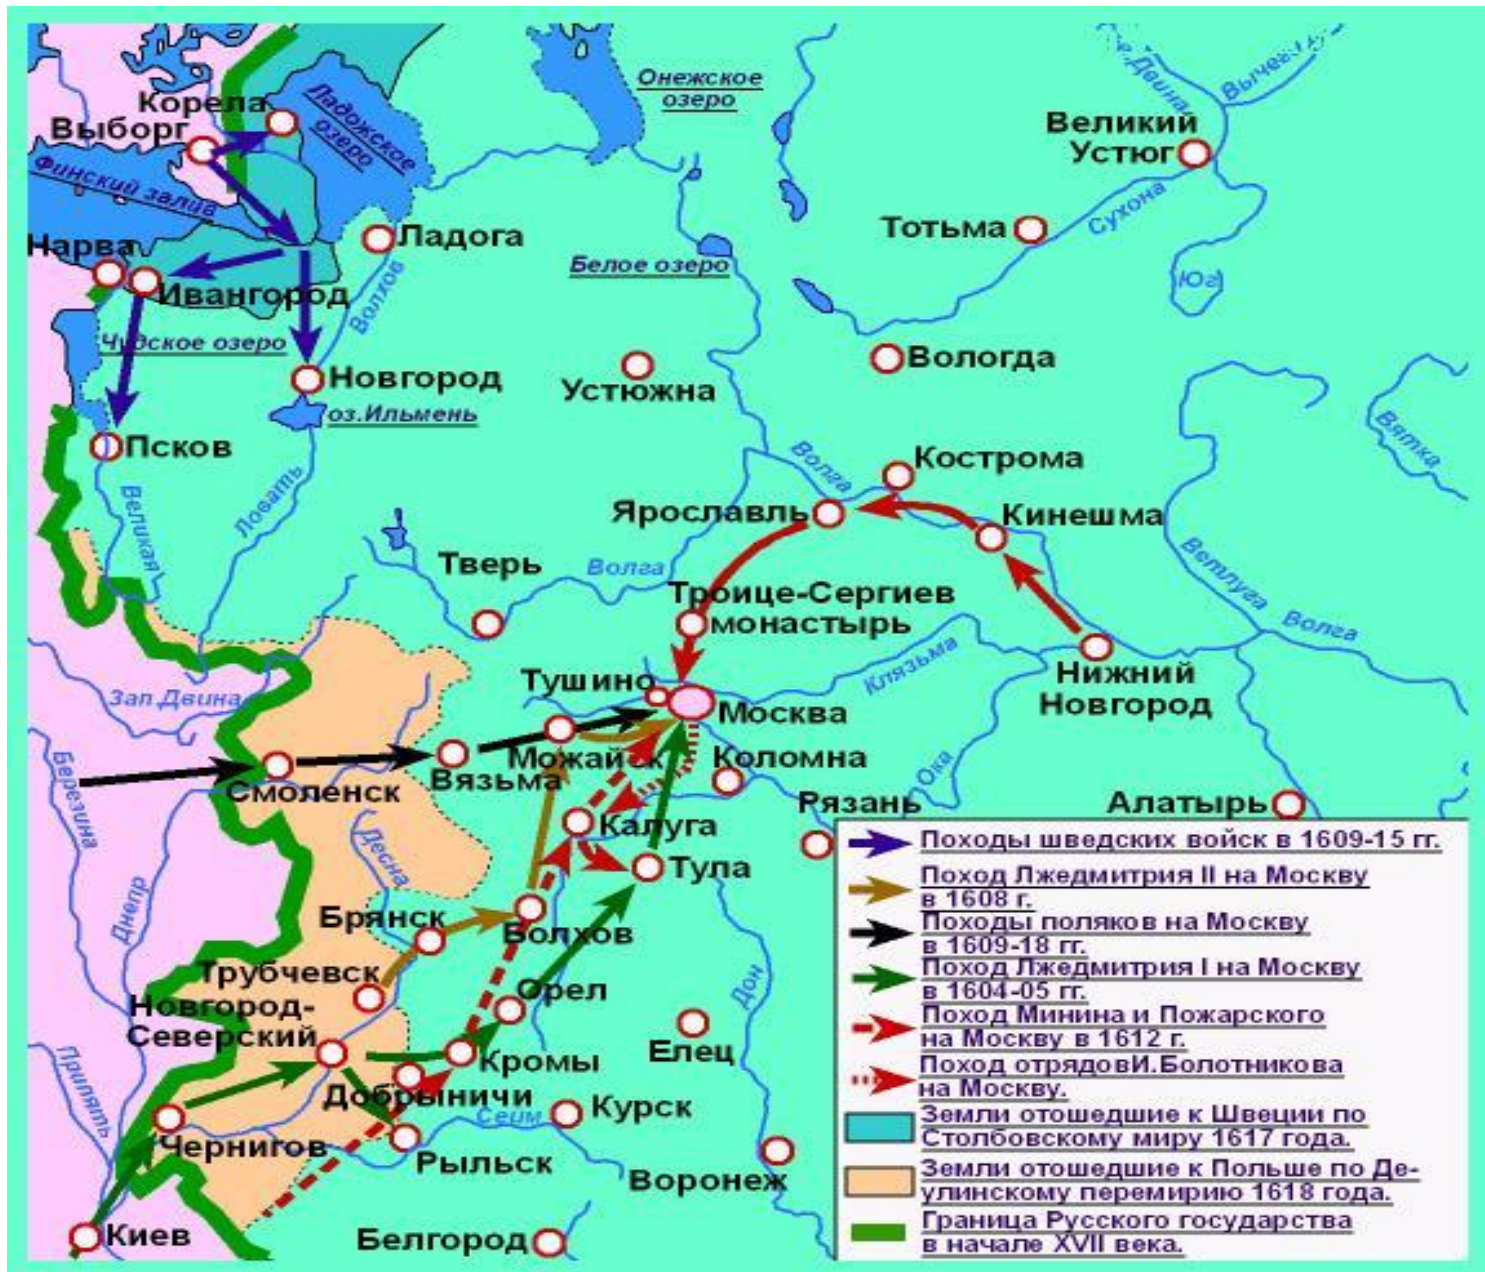 Онежское
озеро
Сев.Двина
Вычегда
Корела
Выборг
Ладожское
озеро
Великий
Устюг
Финский залив
Сухона
Тотьма
Ладога
Нарва
Белое озеро
Юг
Ивангород
Волхов
Чудское озеро
Вологда
Новгород
Устюжна
оз.Ильмень
Вятка
Псков
Волга
Кострома
Великая
Ловать
Ярославль
Кинешма
Тверь
Волга
Ветлуга
Волга
Троице-Сергиев
монастырь
Клязьма
Тушино
Нижний
Новгород
Зап.Двина
Москва
Можайск
Коломна
Березина
Вязьма
Смоленск
Ока
Рязань
Алатырь
Калуга
Десна
Тула
Днепр
Брянск
Болхов
Трубчевск
Орел
Дон
Новгород-
Северский
Елец
Кромы
Припять
Добрыничи
Сеим
Курск
Чернигов
Рыльск
Воронеж
Киев
Белгород
Походы шведских войск в 1609-15 гг.
Поход Лжедмитрия II на Москву
в 1608 г.
Походы поляков на Москву
в 1609-18 гг.
Поход Лжедмитрия I на Москву
в 1604-05 гг.
Поход Минина и Пожарского
на Москву в 1612 г.
Поход отрядовИ.Болотникова
на Москву.
Земли отошедшие к Швеции по
Столбовскому миру 1617 года.
Земли отошедшие к Польше по Де-
улинскому перемирию 1618 года.
Граница Русского государства
в начале XVII века.